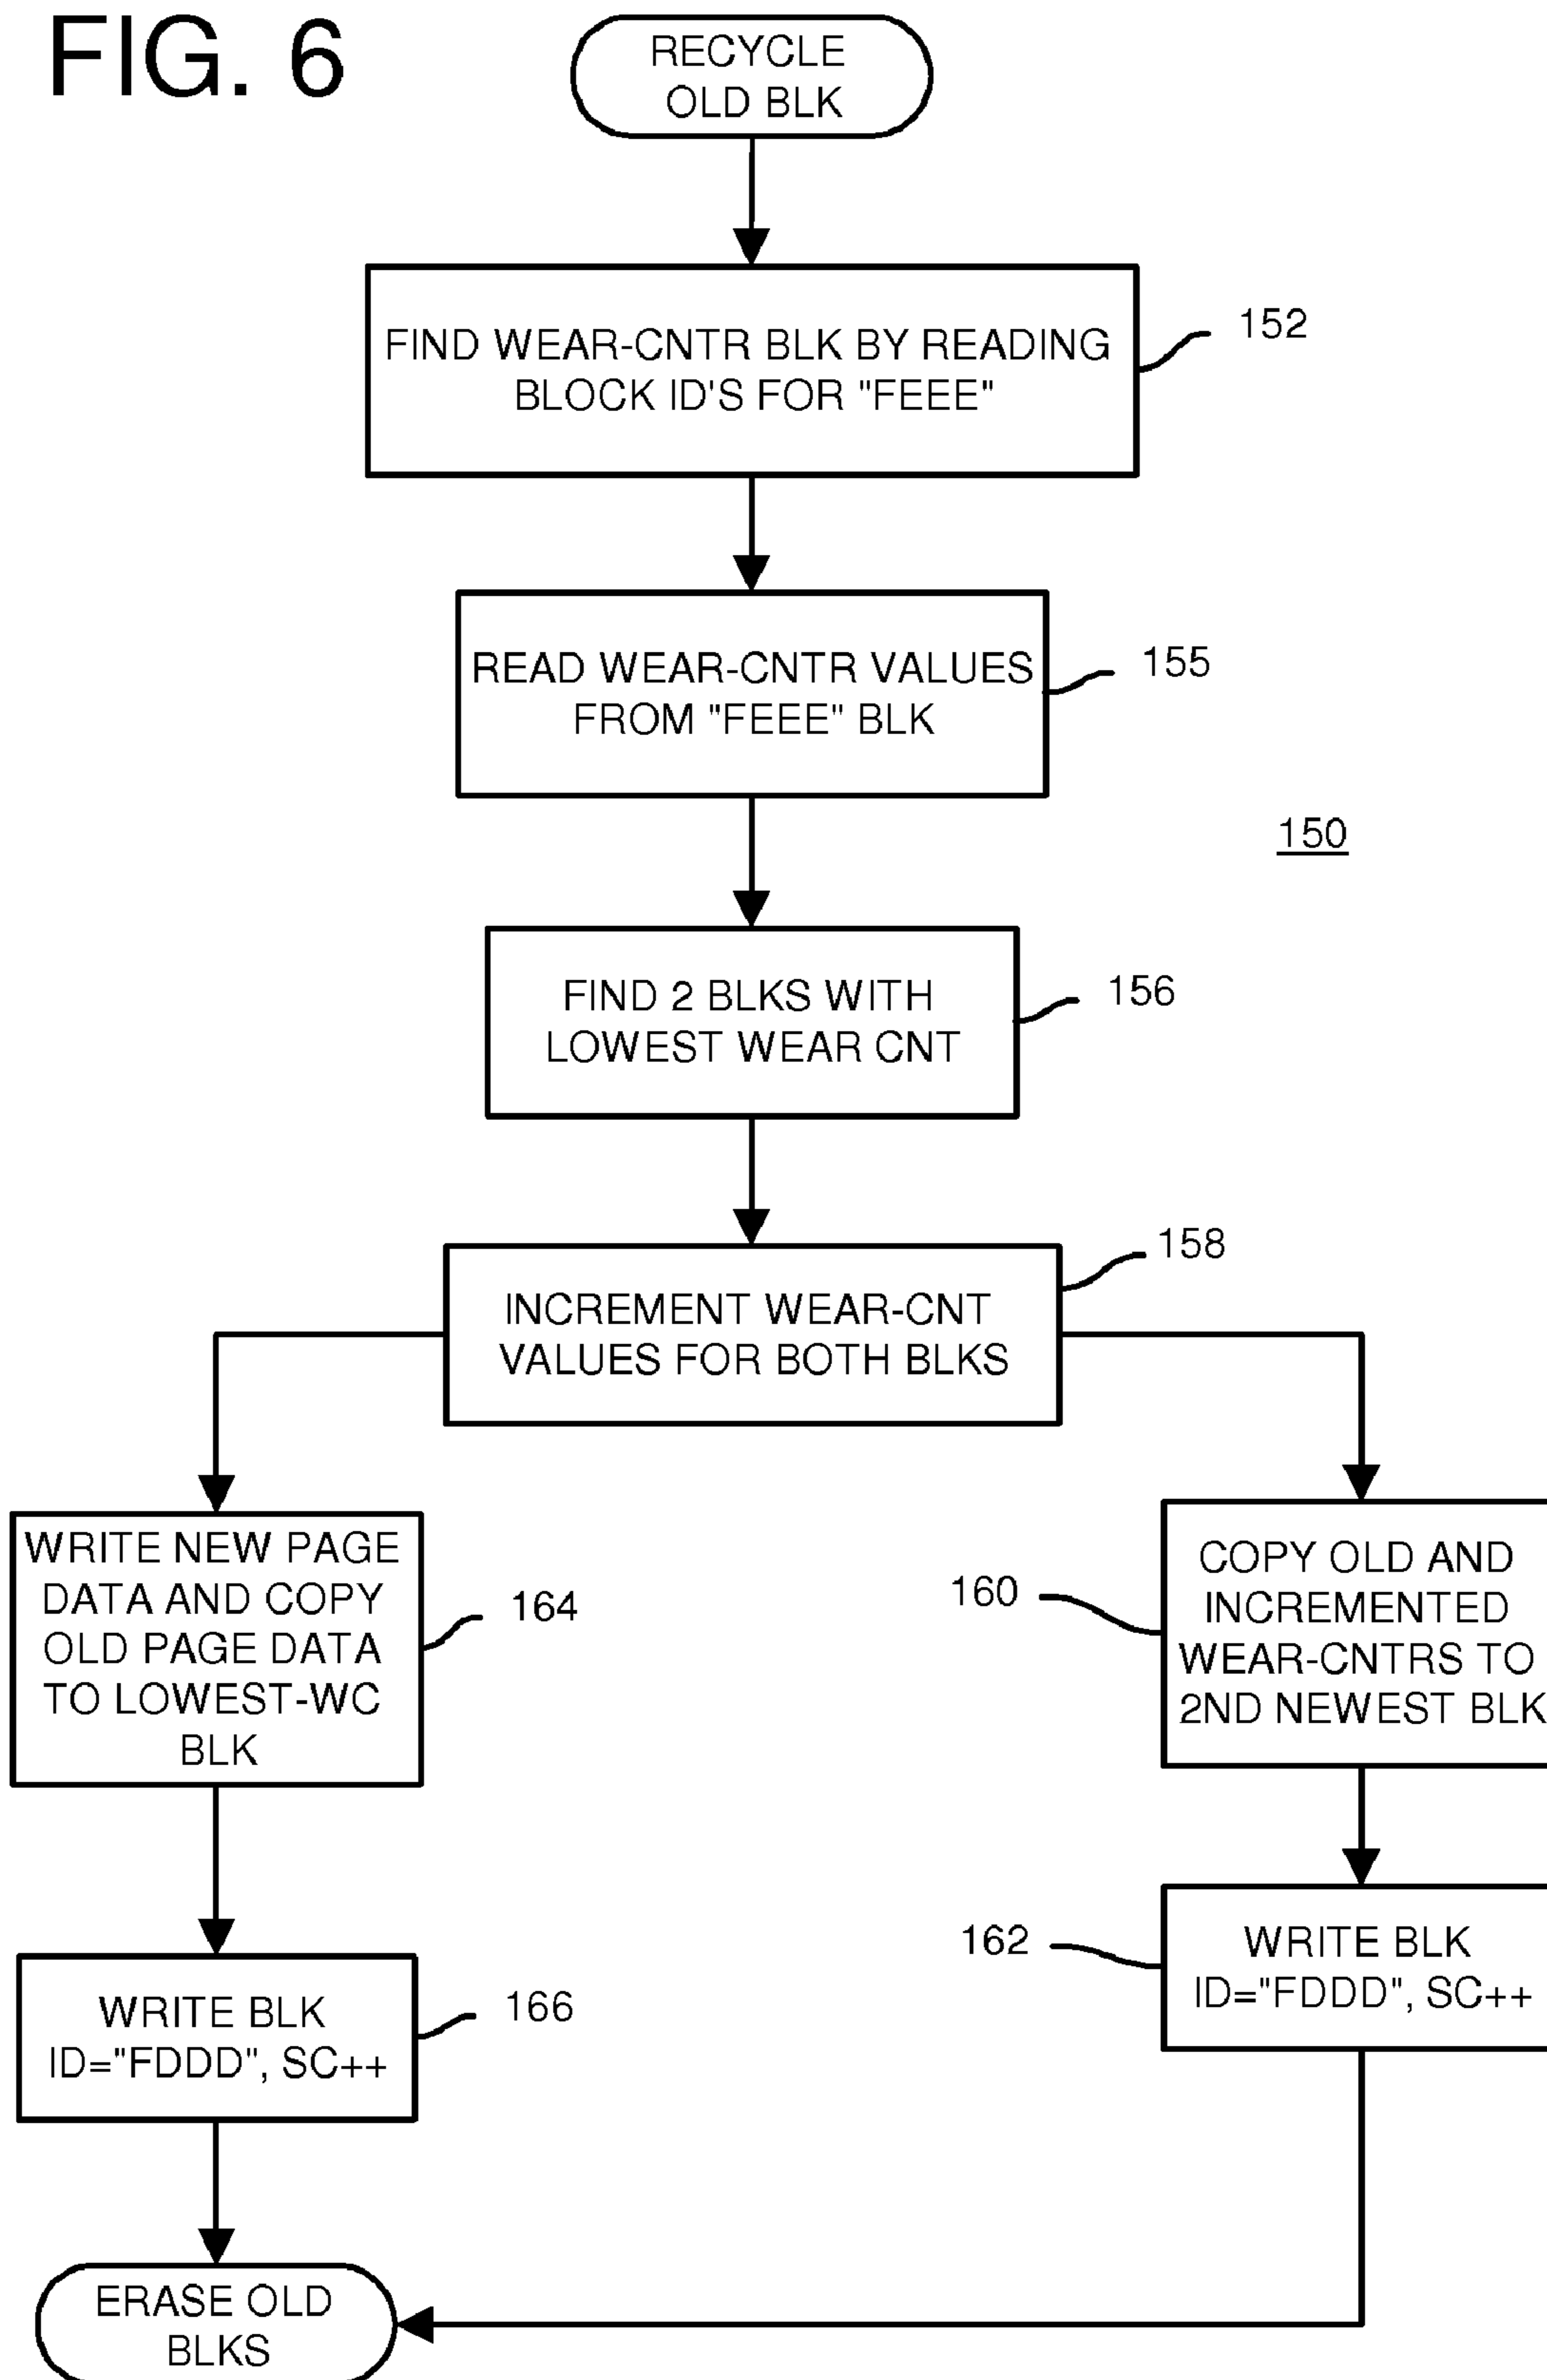 FIG. 6
RECYCLE
OLD BLK
FIND WEAR-CNTR BLK BY READING
BLOCK ID'S FOR "FEEE"
152
READ WEAR-CNTR VALUES
FROM "FEEE" BLK
155
150
FIND 2 BLKS WITH
LOWEST WEAR CNT
156
INCREMENT WEAR-CNT
VALUES FOR BOTH BLKS
158
WRITE NEW PAGE
DATA AND COPY
OLD PAGE DATA
TO LOWEST-WC
BLK
164
160
COPY OLD AND
INCREMENTED
WEAR-CNTRS TO
2ND NEWEST BLK
WRITE BLK
ID="FDDD", SC++
166
162
WRITE BLK
ID="FDDD", SC++
ERASE OLD
BLKS